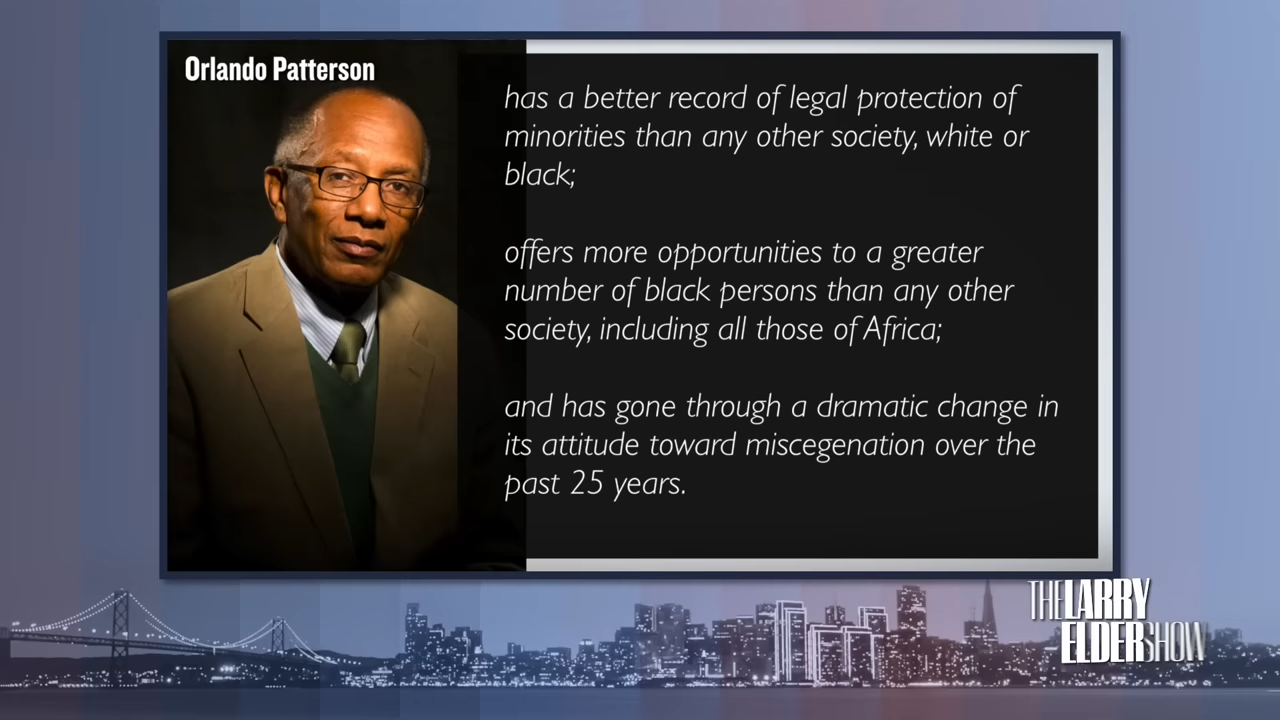 Orlando Patterson
has a better record of legal protection of
minorities than any other society, white or
black;
offers more opportunities to a greater
number of black persons than any other
society, including all those of Africa;
and has gone through a dramatic change in
its attitude toward miscegenation over the
past 25 years.
THE LARRY
ELDER SHOW